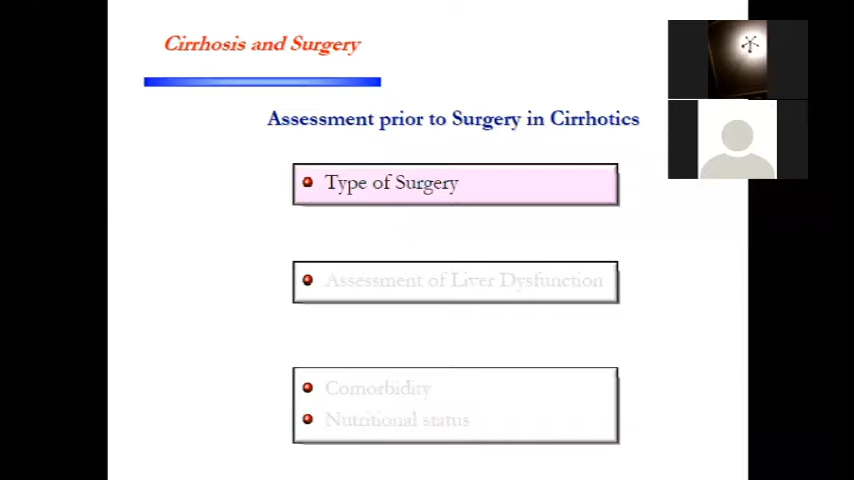 Cirrhosis and Surgery
Assessment prior to Surgery in Cirrhotics
Type of Surgery
Assessment of Liver Dysfunction
Comorbidity
Nutritional status